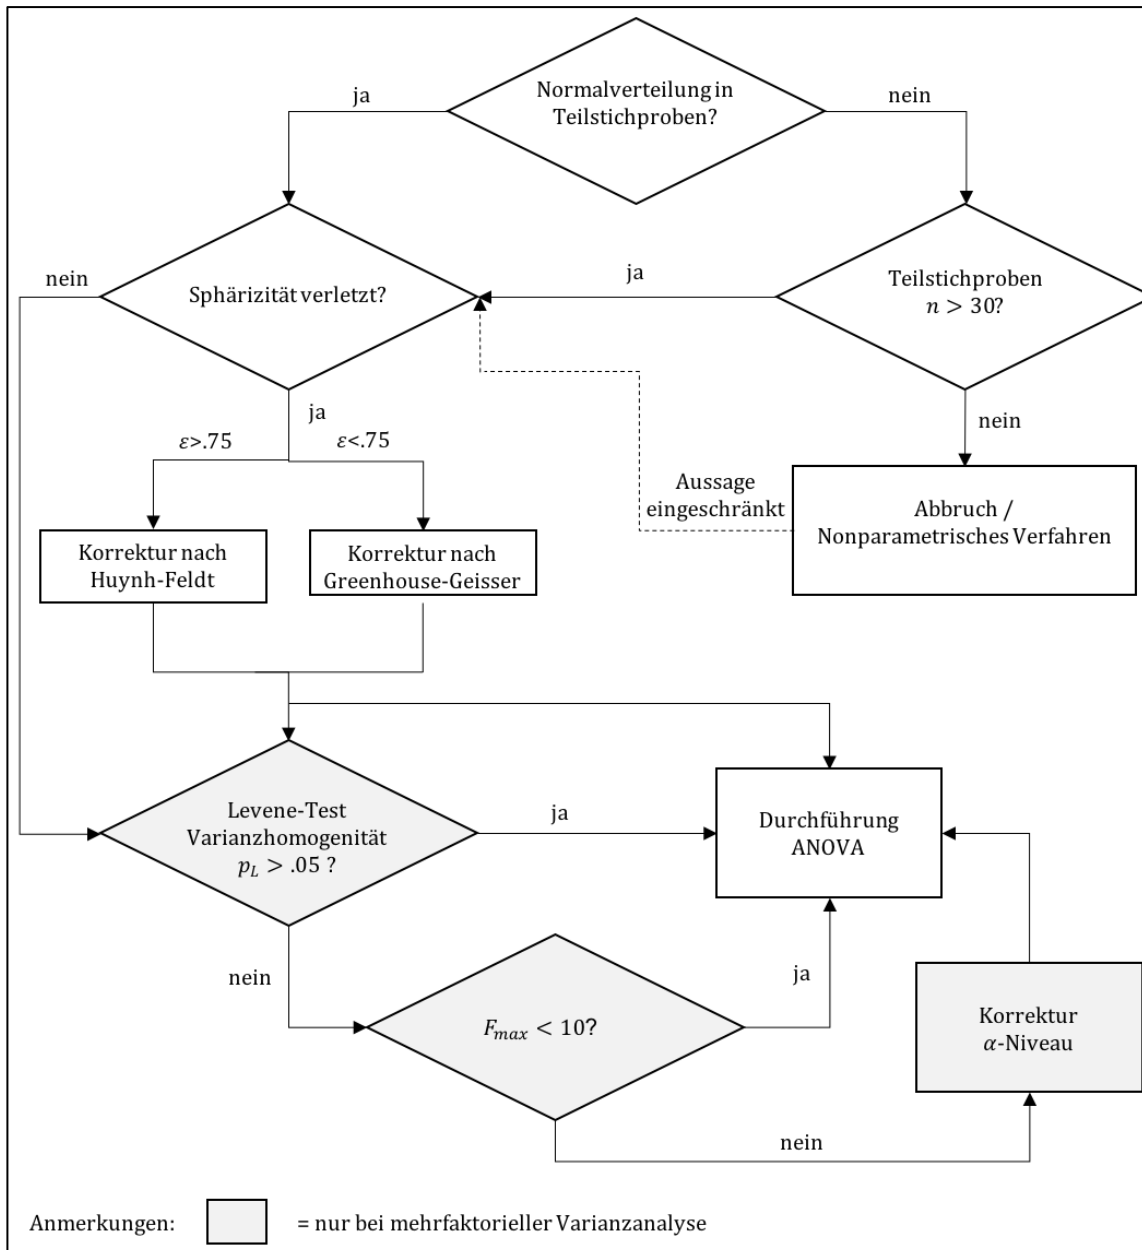 Normalverteilung in
Teilstichproben?
ja
nein
Sphärizität verletzt?
nein
ja
Teilstichproben
n > 30?
ja
nein
ε>.75
ε<.75
Aussage
eingeschränkt
Abbruch /
Nonparametrisches Verfahren
Korrektur nach
Huynh-Feldt
Korrektur nach
Greenhouse-Geisser
Levene-Test
Varianzhomogenität
p_L > .05 ?
ja
Durchführung
ANOVA
nein
F_max < 10?
ja
Korrektur
α-Niveau
nein
Anmerkungen:
= nur bei mehrfaktorieller Varianzanalyse